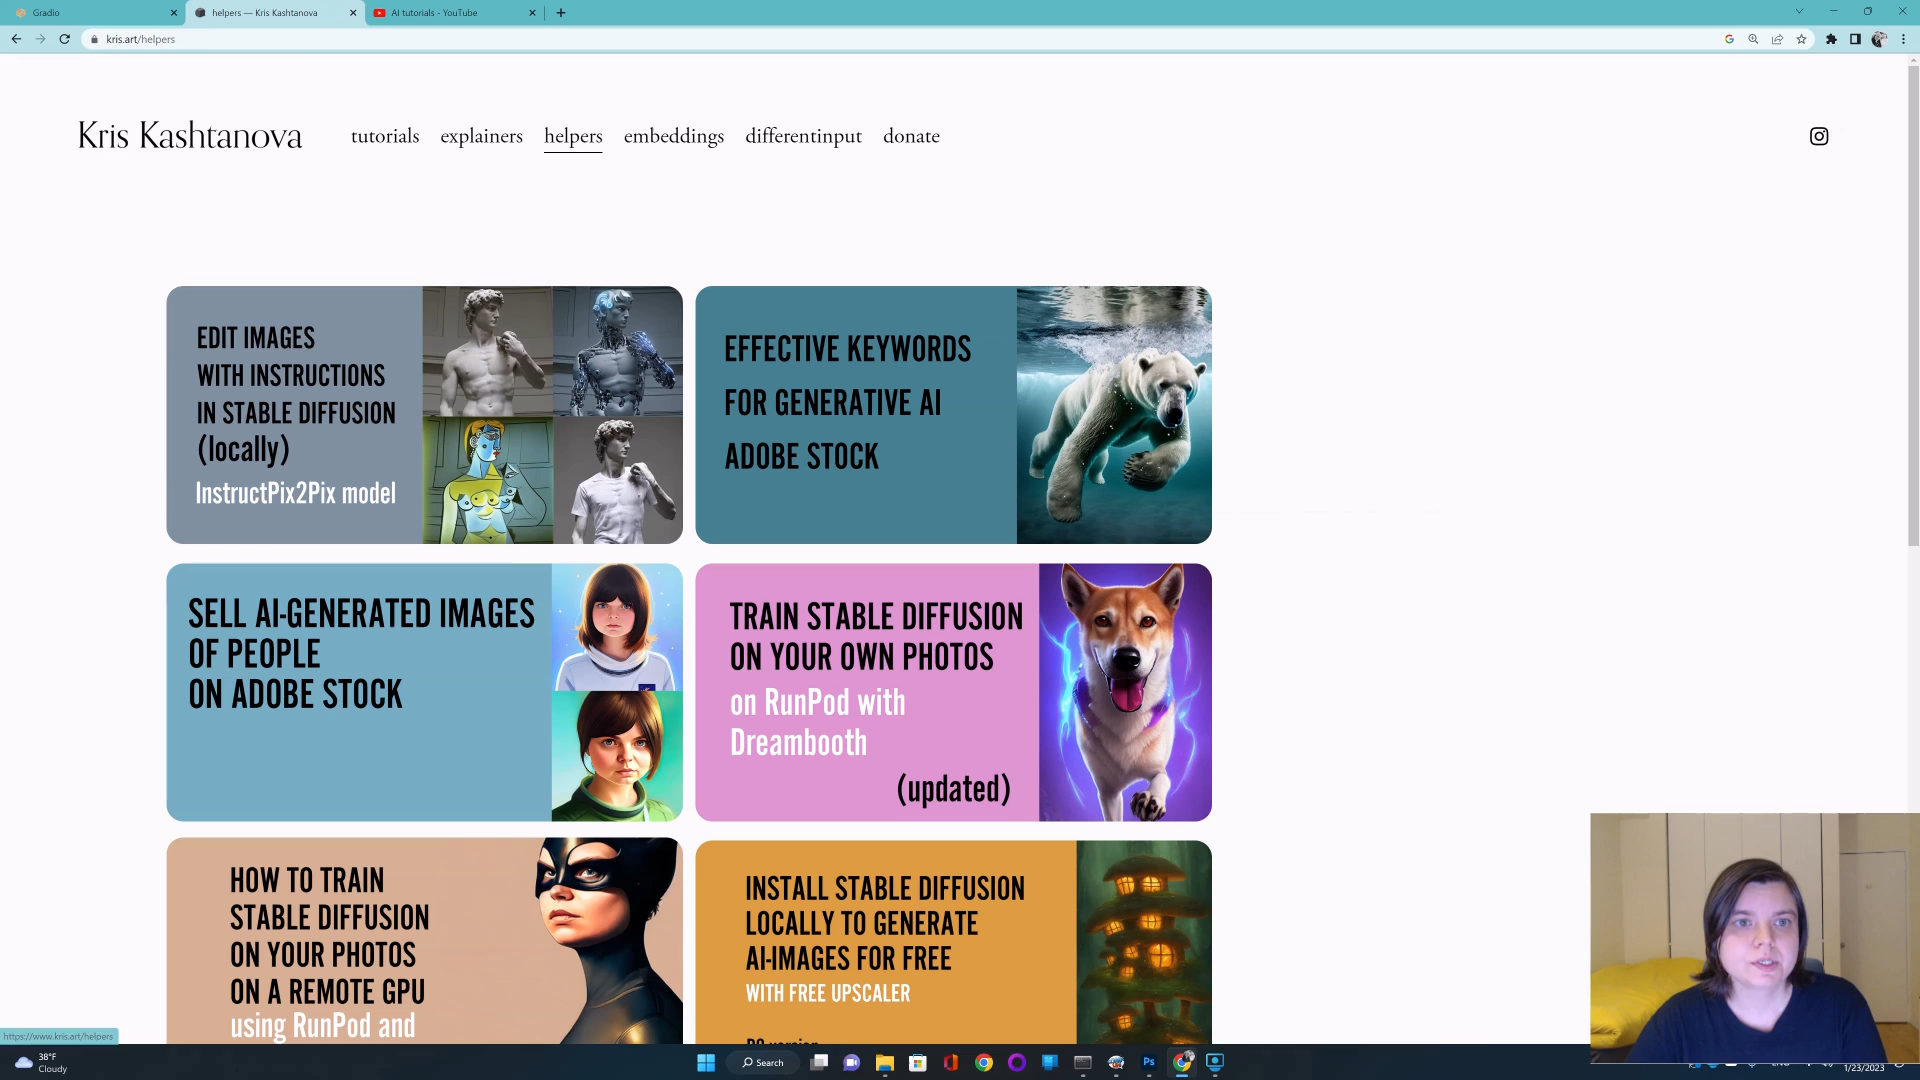 Gradio
helpers — Kris Kashtanova
AI tutorials - YouTube
kris.art/helpers
Kris Kashtanova
tutorials
explainers
helpers
embeddings
differentinput
donate
EDIT IMAGES
WITH INSTRUCTIONS
IN STABLE DIFFUSION
(locally)
InstructPix2Pix model
EFFECTIVE KEYWORDS
FOR GENERATIVE AI
ADOBE STOCK
SELL AI-GENERATED IMAGES
OF PEOPLE
ON ADOBE STOCK
TRAIN STABLE DIFFUSION
ON YOUR OWN PHOTOS
on RunPod with
Dreambooth
(updated)
HOW TO TRAIN
STABLE DIFFUSION
ON YOUR PHOTOS
ON A REMOTE GPU
using RunPod and
INSTALL STABLE DIFFUSION
LOCALLY TO GENERATE
AI-IMAGES FOR FREE
WITH FREE UPSCALER
https://www.kris.art/helpers
38°F
Cloudy
Search
Ps
1/23/2023